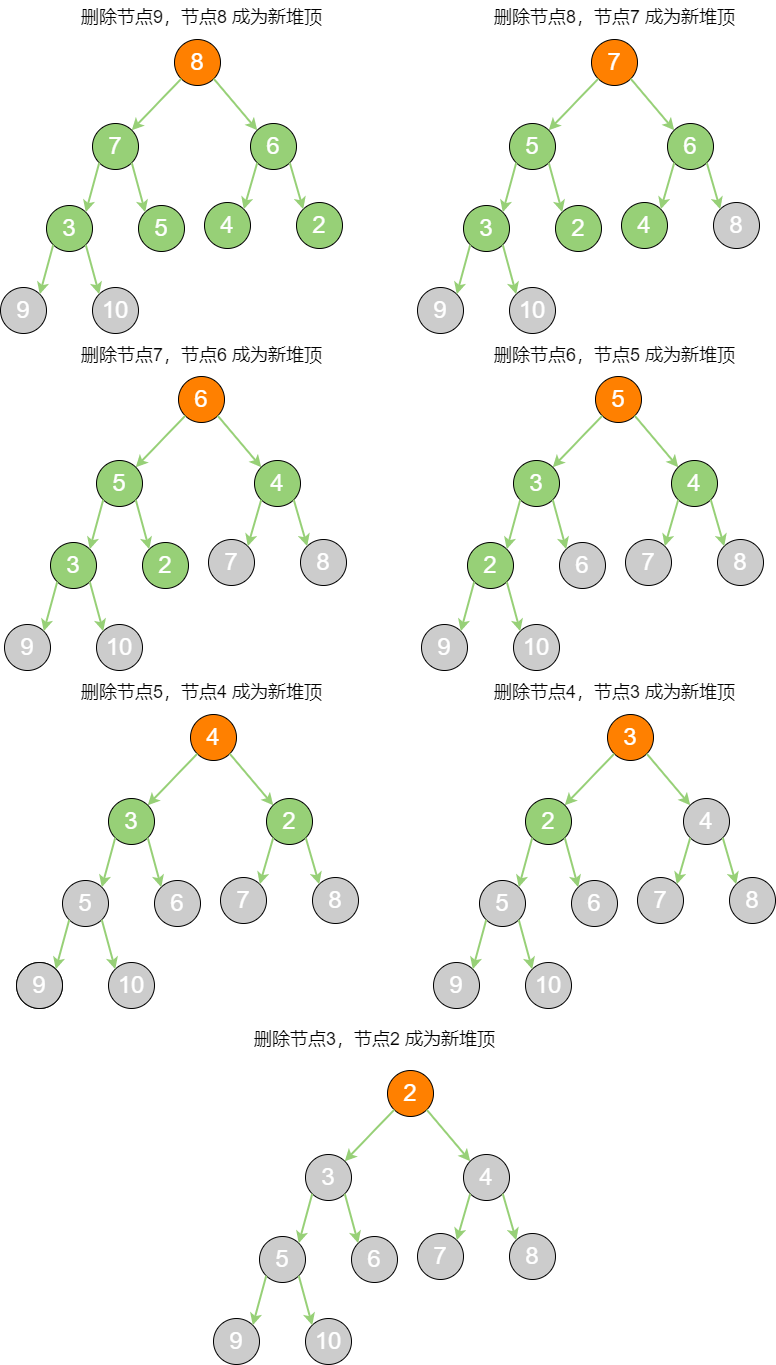 删除节点9，节点8 成为新堆顶
8
7 6
3 5 4 2
9 10
删除节点8，节点7 成为新堆顶
7
5 6
3 2 4 8
9 10
删除节点7，节点6 成为新堆顶
6
5 4
3 2 7 8
9 10
删除节点6，节点5 成为新堆顶
5
3 4
2 6 7 8
9 10
删除节点5，节点4 成为新堆顶
4
3 2
5 6 7 8
9 10
删除节点4，节点3 成为新堆顶
3
2 4
5 6 7 8
9 10
删除节点3，节点2 成为新堆顶
2
3 4
5 6 7 8
9 10